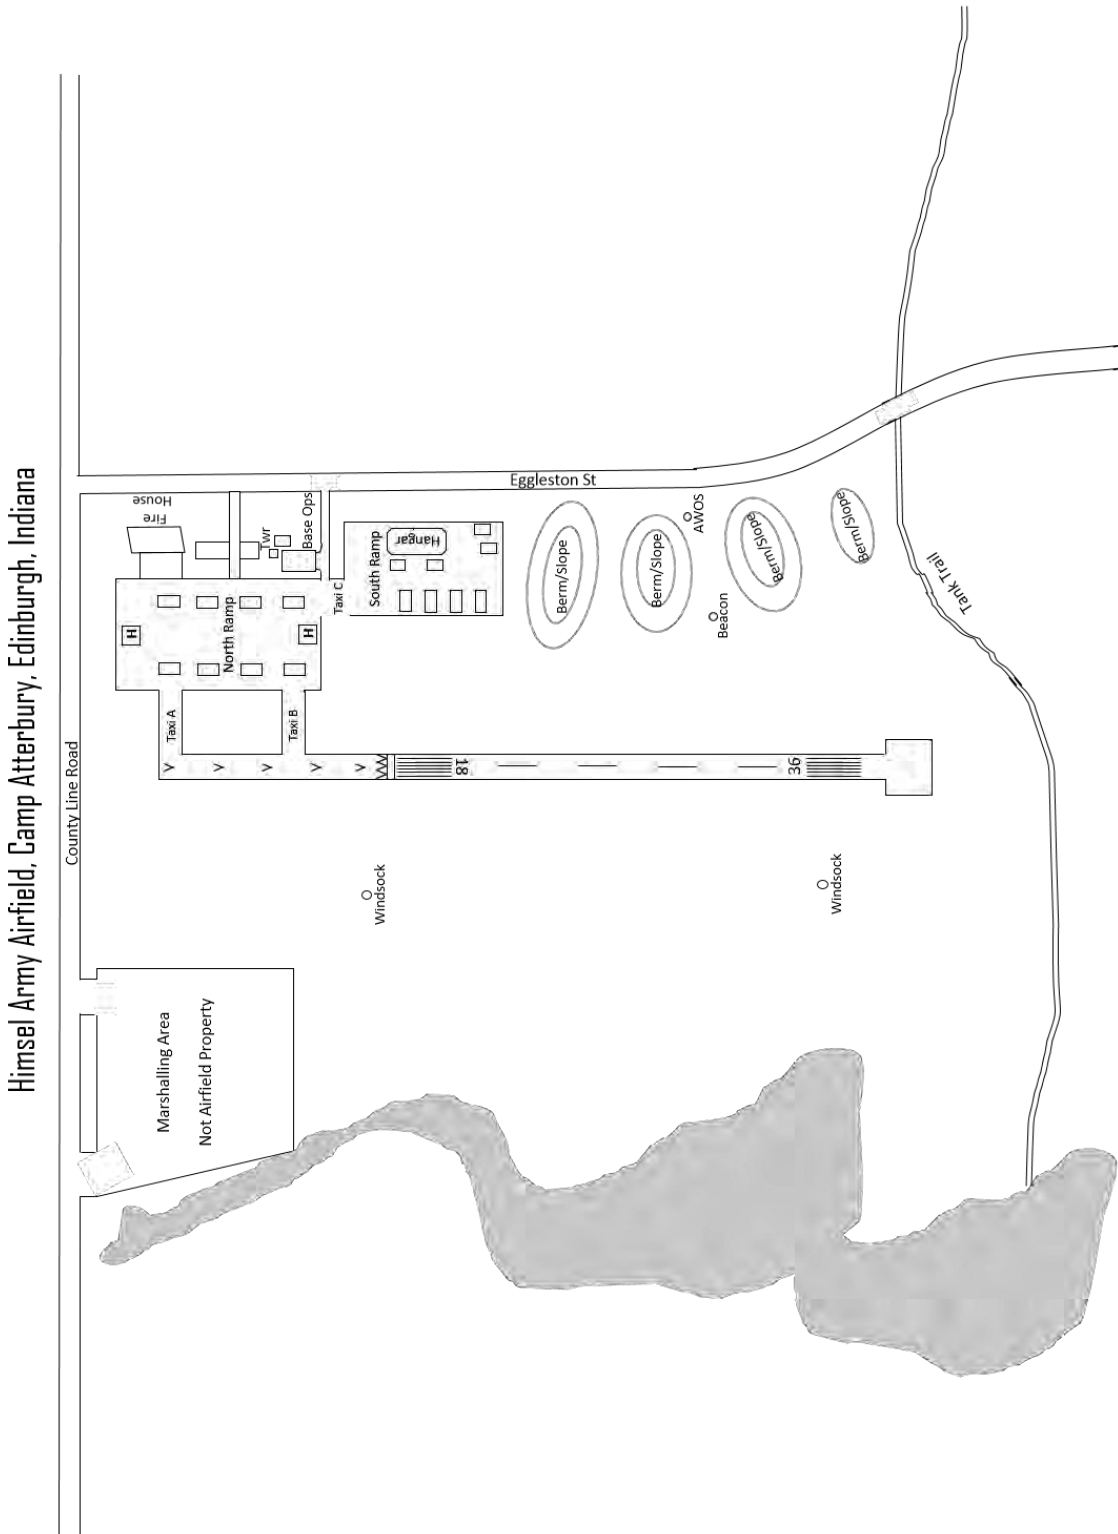 Himsel Army Airfield, Camp Atterbury, Edinburgh, Indiana
County Line Road
Eggleston St
Fire
House
Twr
Base Ops
Taxi C
South Ramp
Hangar
H
North Ramp
H
Taxi A
Taxi B
18
36
Berm/Slope
Berm/Slope
AWOS
Berm/Slope
Berm/Slope
Beacon
Tank Trail
Windsock
Windsock
Marshalling Area
Not Airfield Property